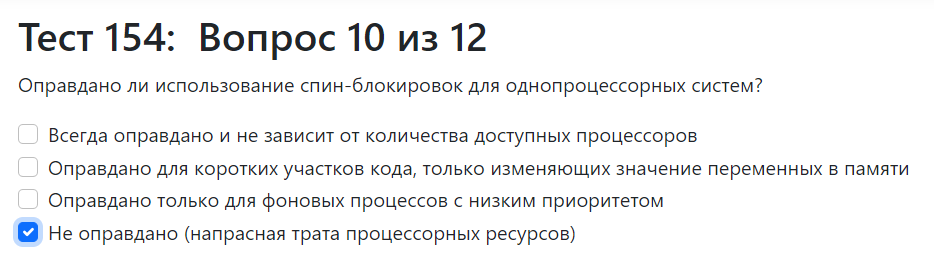 Тест 154: Вопрос 10 из 12
Оправдано ли использование спин-блокировок для однопроцессорных систем?
Всегда оправдано и не зависит от количества доступных процессоров
Оправдано для коротких участков кода, только изменяющих значение переменных в памяти
Оправдано только для фоновых процессов с низким приоритетом
Не оправдано (напрасная трата процессорных ресурсов)